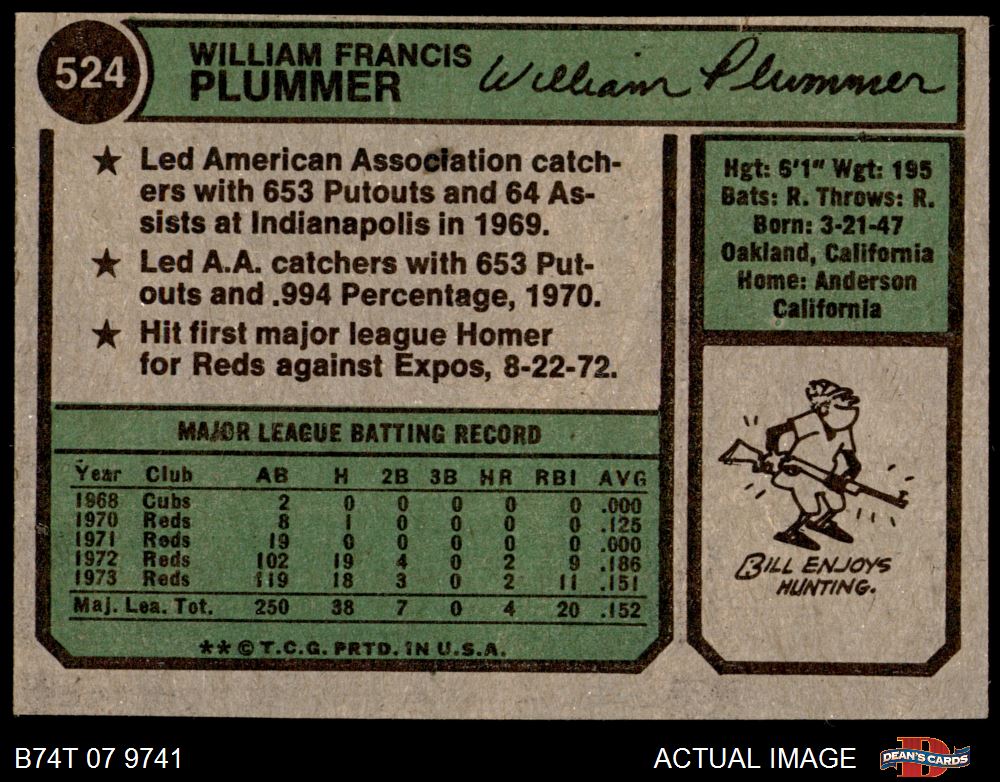 524
WILLIAM FRANCIS
PLUMMER
William Plummer
★ Led American Association catch-
ers with 653 Putouts and 64 As-
sists at Indianapolis in 1969.
★ Led A.A. catchers with 653 Put-
outs and .994 Percentage, 1970.
★ Hit first major league Homer
for Reds against Expos, 8-22-72.
Hgt: 6'1" Wgt: 195
Bats: R. Throws: R.
Born: 3-21-47
Oakland, California
Home: Anderson
California
MAJOR LEAGUE BATTING RECORD
Year Club AB H 2B 3B HR RBI AVG
1968 Cubs 2 0 0 0 0 0 .000
1970 Reds 8 1 0 0 0 0 .125
1971 Reds 19 0 0 0 0 0 .000
1972 Reds 102 19 4 0 2 9 .186
1973 Reds 119 18 3 0 2 11 .151
Maj. Lea. Tot. 250 38 7 0 4 20 .152
**© T.C.G. PRTD. IN U.S.A.
BILL ENJOYS
HUNTING.
B74T 07 9741
ACTUAL IMAGE
DEAN'S CARDS